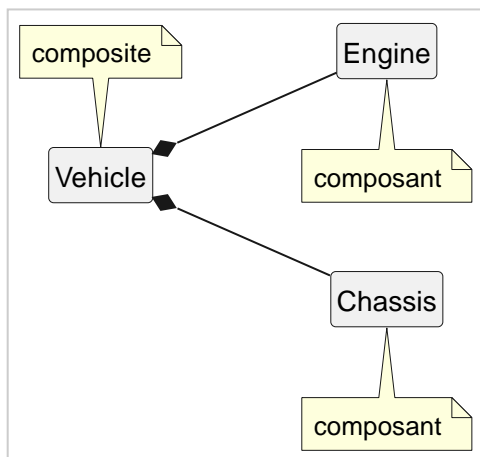 composite
Engine
Vehicle
composant
Chassis
composant